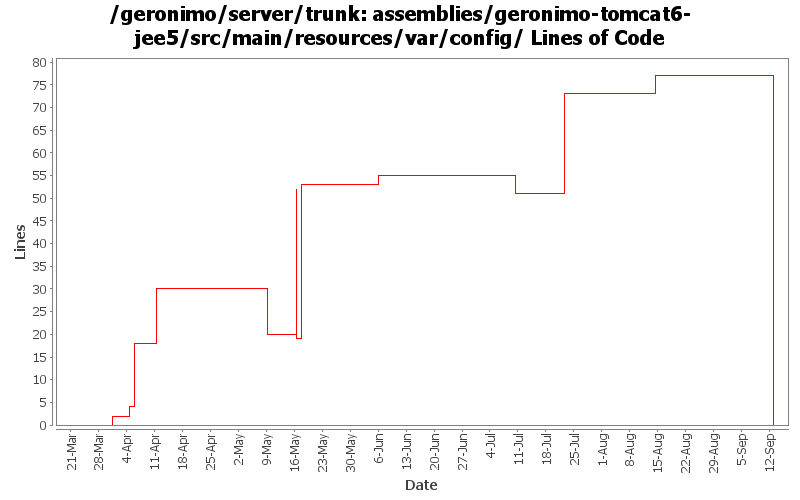 /geronimo/server/trunk: assemblies/geronimo-tomcat6-
jee5/src/main/resources/var/config/ Lines of Code
80
75
70
65
60
55
50
45
40
35
30
25
20
15
10
5
0
Lines
21-Mar
28-Mar
4-Apr
11-Apr
18-Apr
25-Apr
2-May
9-May
16-May
23-May
30-May
6-Jun
13-Jun
20-Jun
27-Jun
4-Jul
11-Jul
18-Jul
25-Jul
1-Aug
8-Aug
15-Aug
22-Aug
29-Aug
5-Sep
12-Sep
Date